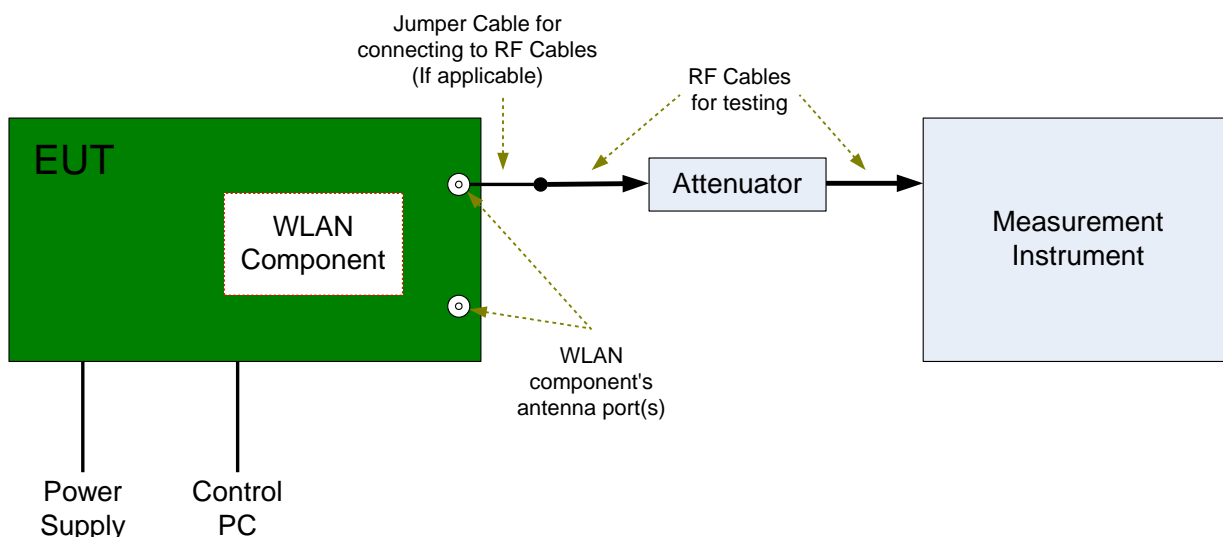 Jumper Cable for
connecting to RF Cables
(If applicable)
RF Cables
for testing
EUT
WLAN
Component
Attenuator
Measurement
Instrument
WLAN
component's
antenna port(s)
Power
Supply
Control
PC